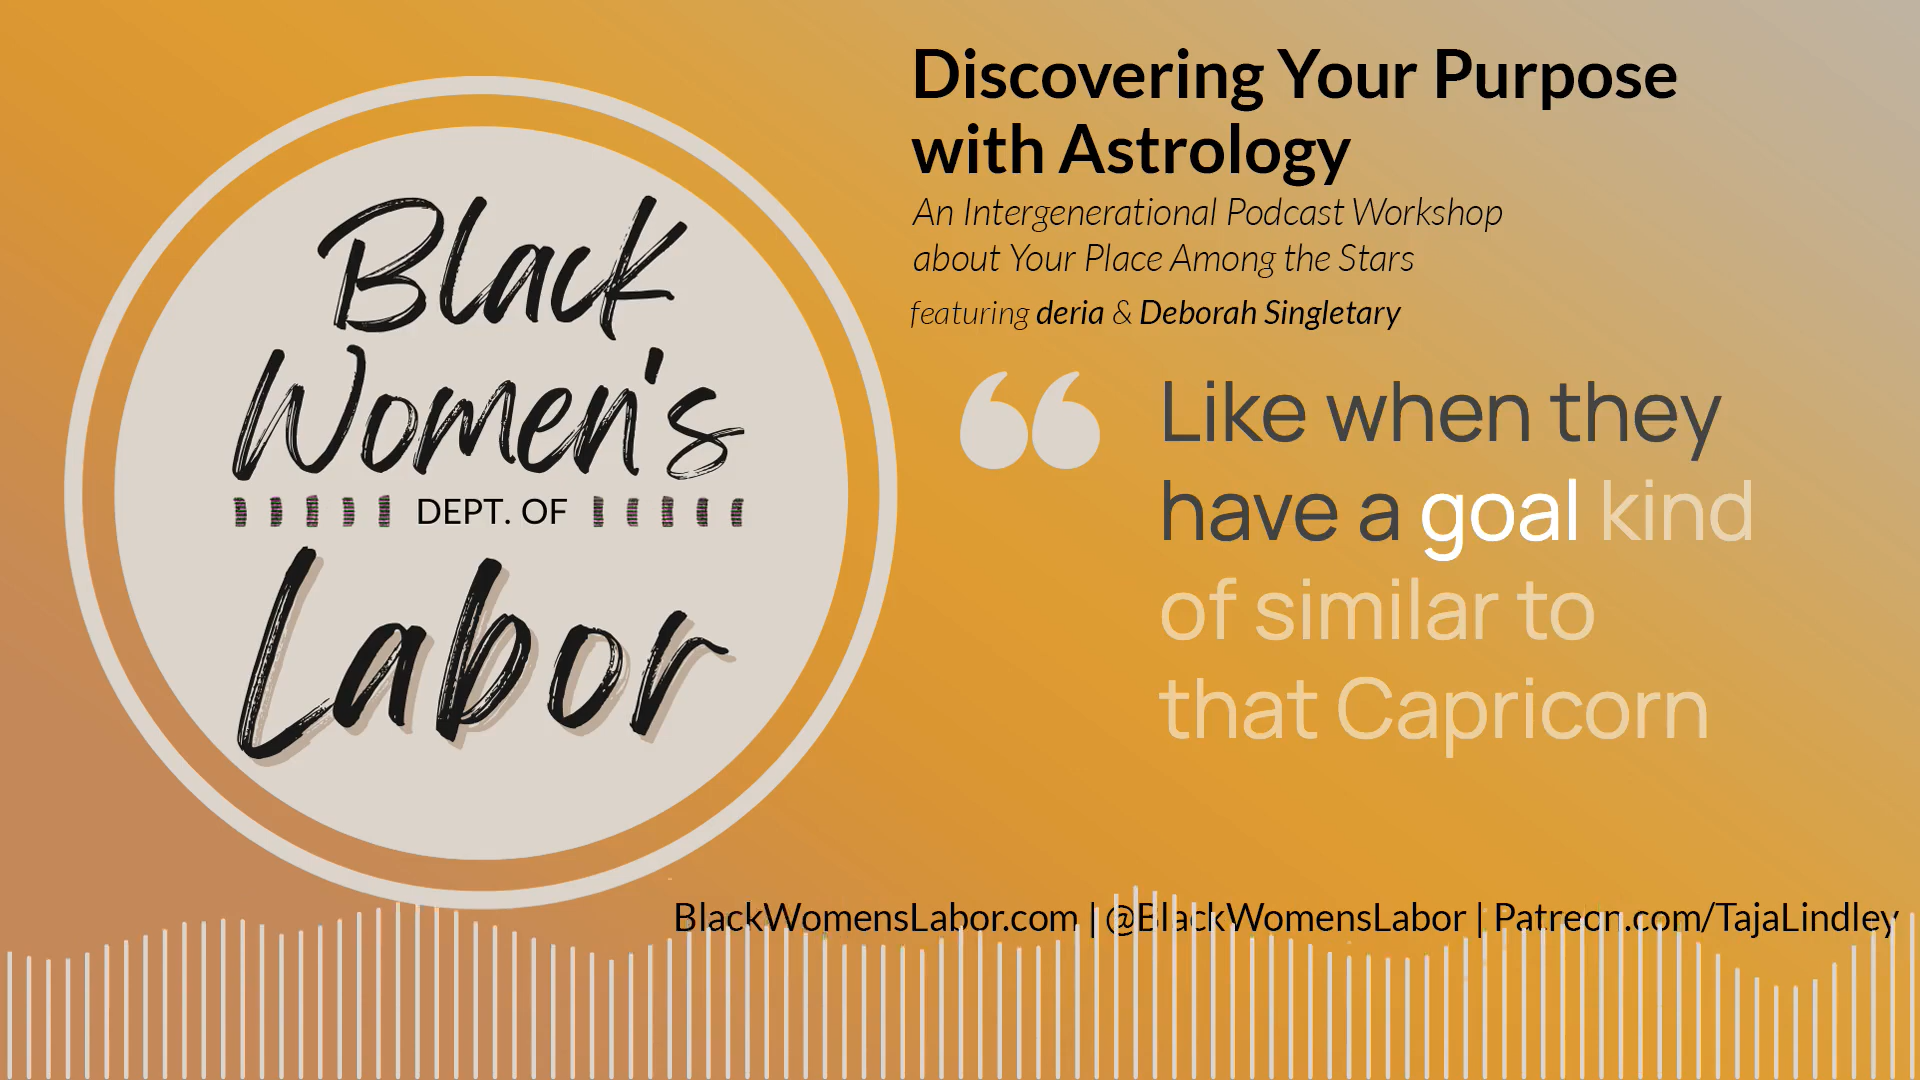 Black
Women's
DEPT. OF
Labor
Discovering Your Purpose
with Astrology
An Intergenerational Podcast Workshop
about Your Place Among the Stars
featuring deria & Deborah Singletary
“ Like when they
have a goal kind
of similar to
that Capricorn
BlackWomensLabor.com | @BlackWomensLabor | Patreon.com/TajaLindley